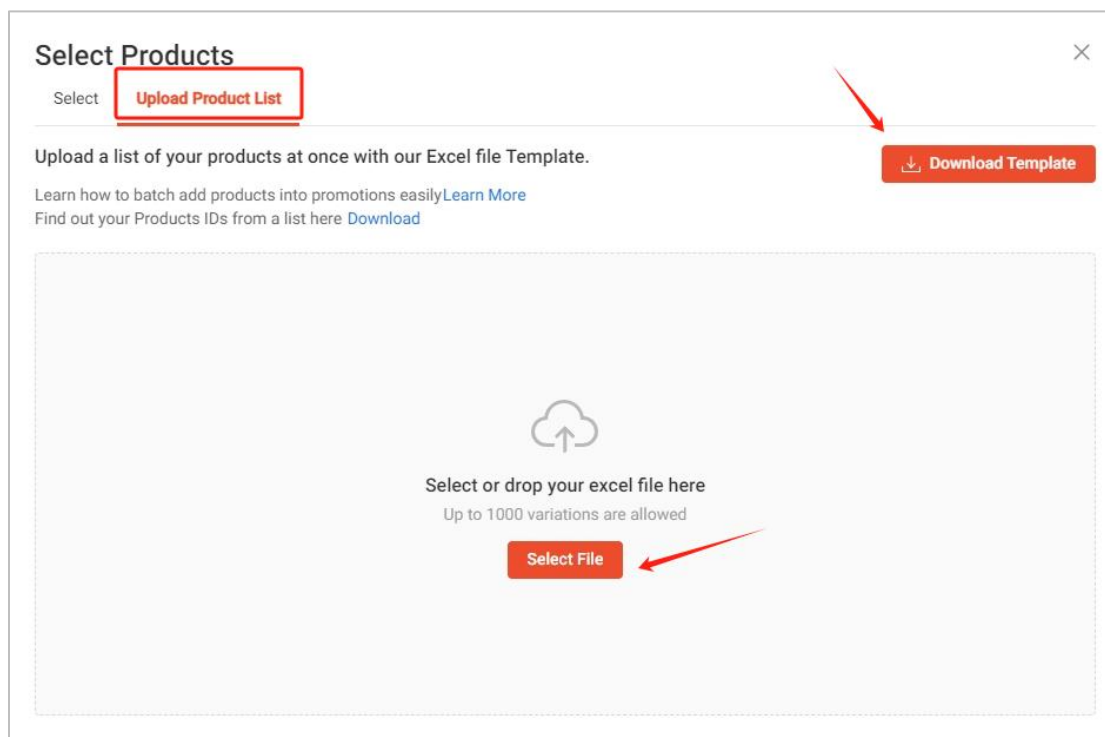 Select Products
Select
Upload Product List
Upload a list of your products at once with our Excel file Template.
Download Template
Learn how to batch add products into promotions easilyLearn More
Find out your Products IDs from a list here Download
Select or drop your excel file here
Up to 1000 variations are allowed
Select File